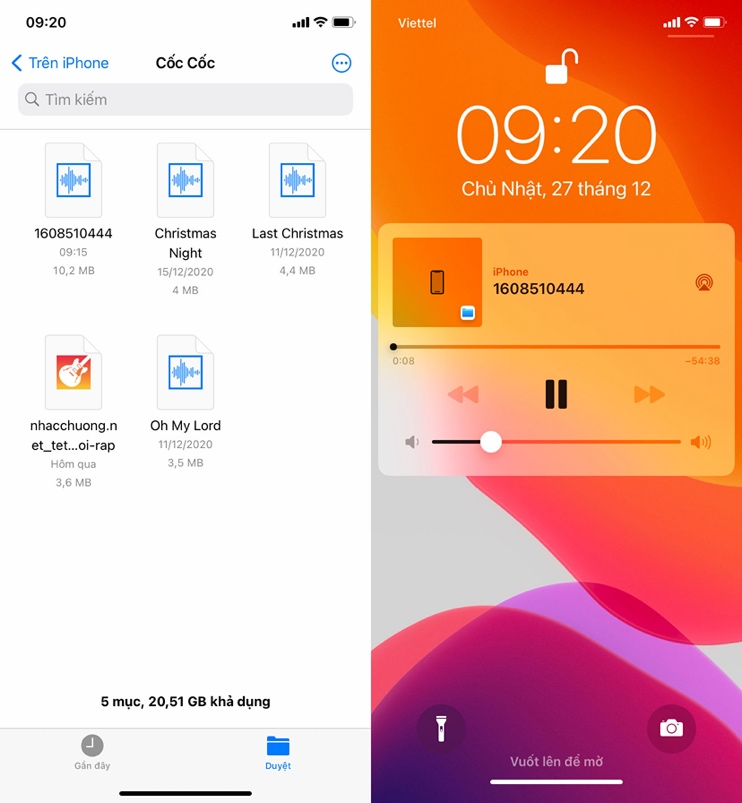 09:20
Trên iPhone
Cốc Cốc
Tìm kiếm
1608510444
09:15
10,2 MB
Christmas
Night
15/12/2020
4 MB
Last Christmas
11/12/2020
4,4 MB
nhacchuong.n
et_tet...oi-rap
Hôm qua
3,6 MB
Oh My Lord
11/12/2020
3,5 MB
5 mục, 20,51 GB khả dụng
Gần đây
Duyệt
Viettel
09:20
Chủ Nhật, 27 tháng 12
iPhone
1608510444
0:08
-54:38
Vuốt lên để mở